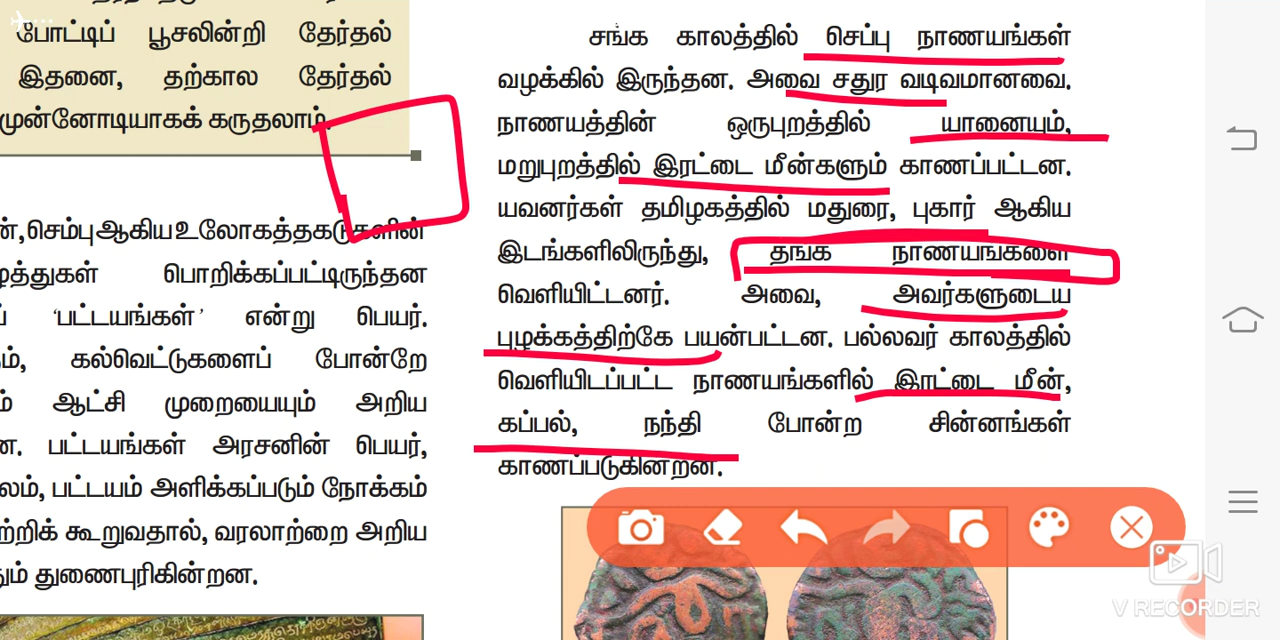 போட்டிப் பூசலின்றி தேர்தல்
இதனை, தற்கால தேர்தல்
முன்னோடியாகக் கருதலாம்.
செம்பு ஆகிய உலோகத்தகடுகளின்
பொறிக்கப்பட்டிருந்தன
‘பட்டயங்கள்’ என்று பெயர்.
கல்வெட்டுகளைப் போன்றே
ஆட்சி முறையையும் அறிய
பட்டயங்கள் அரசனின் பெயர்,
பட்டயம் அளிக்கப்படும் நோக்கம்
கூறுவதால், வரலாற்றை அறிய
துணைபுரிகின்றன.
சங்க காலத்தில் செப்பு நாணயங்கள்
வழக்கில் இருந்தன. அவை சதுர வடிவமானவை.
நாணயத்தின் ஒருபுறத்தில் யானையும்,
மறுபுறத்தில் இரட்டை மீன்களும் காணப்பட்டன.
யவனர்கள் தமிழகத்தில் மதுரை, புகார் ஆகிய
இடங்களிலிருந்து, தங்க நாணயங்களை
வெளியிட்டனர். அவை, அவர்களுடைய
புழக்கத்திற்கே பயன்பட்டன. பல்லவர் காலத்தில்
வெளியிடப்பட்ட நாணயங்களில் இரட்டை மீன்,
கப்பல், நந்தி போன்ற சின்னங்கள்
காணப்படுகின்றன.
V RECORDER